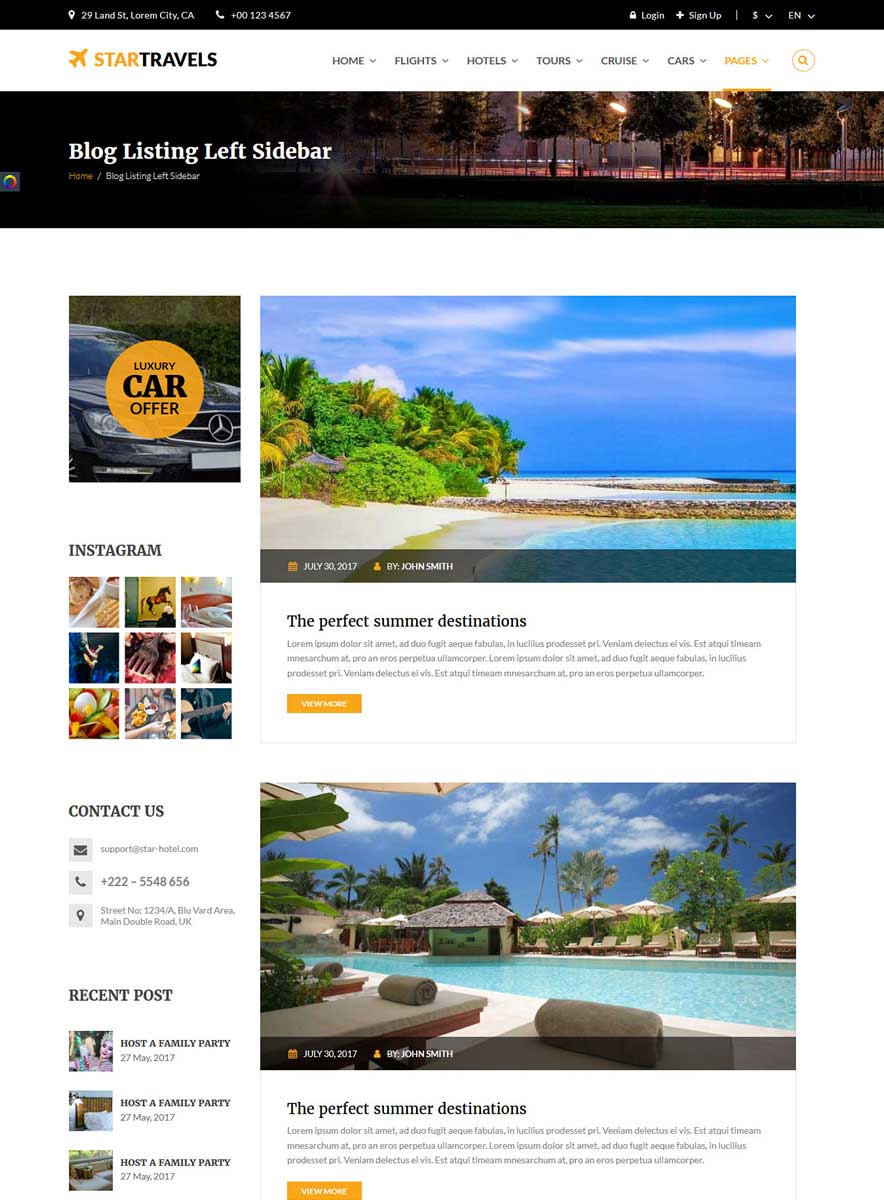 29 Land St, Lorem City, CA +00 123 4567 Login Sign Up | $ EN
STARTRAVELS HOME FLIGHTS HOTELS TOURS CRUISE CARS PAGES
Blog Listing Left Sidebar
Home / Blog Listing Left Sidebar
LUXURY
CAR
OFFER
INSTAGRAM
CONTACT US
support@star-hotel.com
+222 – 5548 656
Street No: 1234/A, Blu Vard Area,
Main Double Road, UK
RECENT POST
HOST A FAMILY PARTY
27 May, 2017
HOST A FAMILY PARTY
27 May, 2017
HOST A FAMILY PARTY
27 May, 2017
JULY 30, 2017 BY: JOHN SMITH
The perfect summer destinations
Lorem ipsum dolor sit amet, ad duo fugit aeque fabulas, in lucilius prodesset pri. Veniam delectus ei vis. Est atqui timeam
mnesarchum at, pro an eros perpetua ullamcorper. Lorem ipsum dolor sit amet, ad duo fugit aeque fabulas, in lucilius
prodesset pri. Veniam delectus ei vis. Est atqui timeam mnesarchum at, pro an eros perpetua ullamcorper.
VIEW MORE
JULY 30, 2017 BY: JOHN SMITH
The perfect summer destinations
Lorem ipsum dolor sit amet, ad duo fugit aeque fabulas, in lucilius prodesset pri. Veniam delectus ei vis. Est atqui timeam
mnesarchum at, pro an eros perpetua ullamcorper. Lorem ipsum dolor sit amet, ad duo fugit aeque fabulas, in lucilius
prodesset pri. Veniam delectus ei vis. Est atqui timeam mnesarchum at, pro an eros perpetua ullamcorper.
VIEW MORE